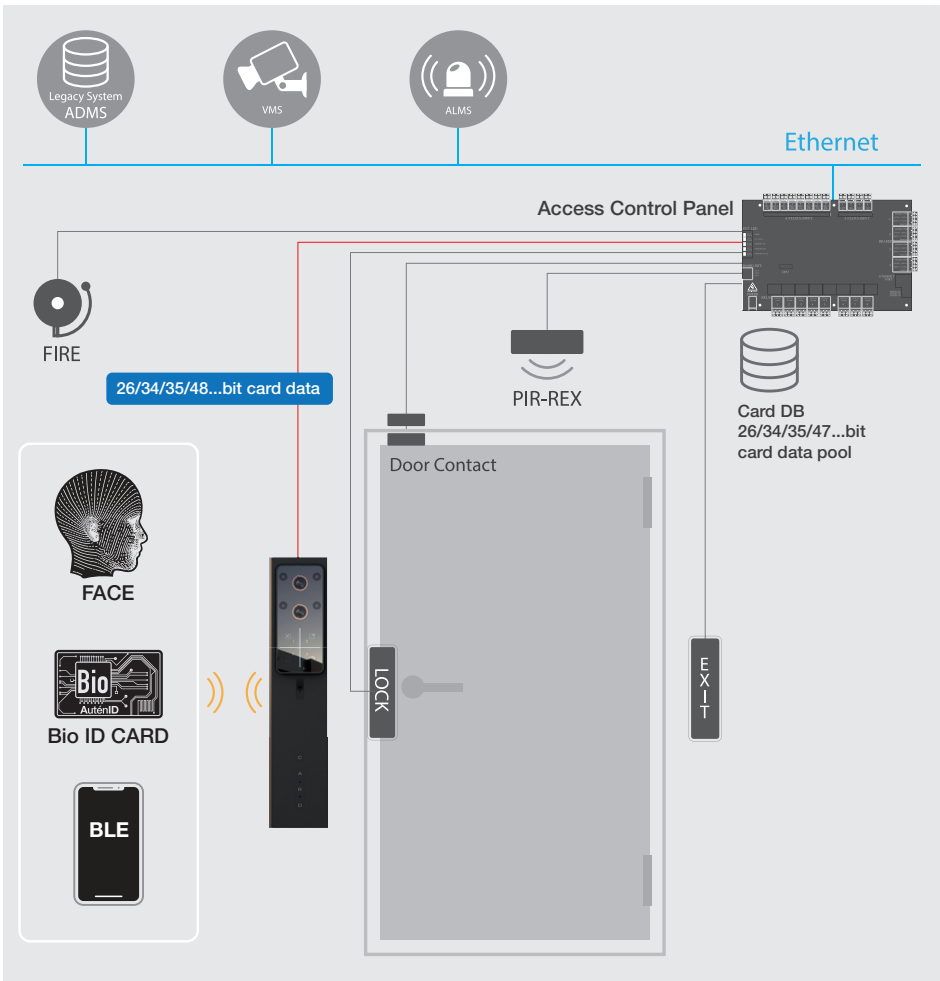 Legacy System
ADMS
VMS
ALMS
Ethernet
Access Control Panel
FIRE
26/34/35/48...bit card data
PIR-REX
Card DB
26/34/35/47...bit
card data pool
Door Contact
FACE
LOCK
EXIT
Bio
AuténID
Bio ID CARD
BLE